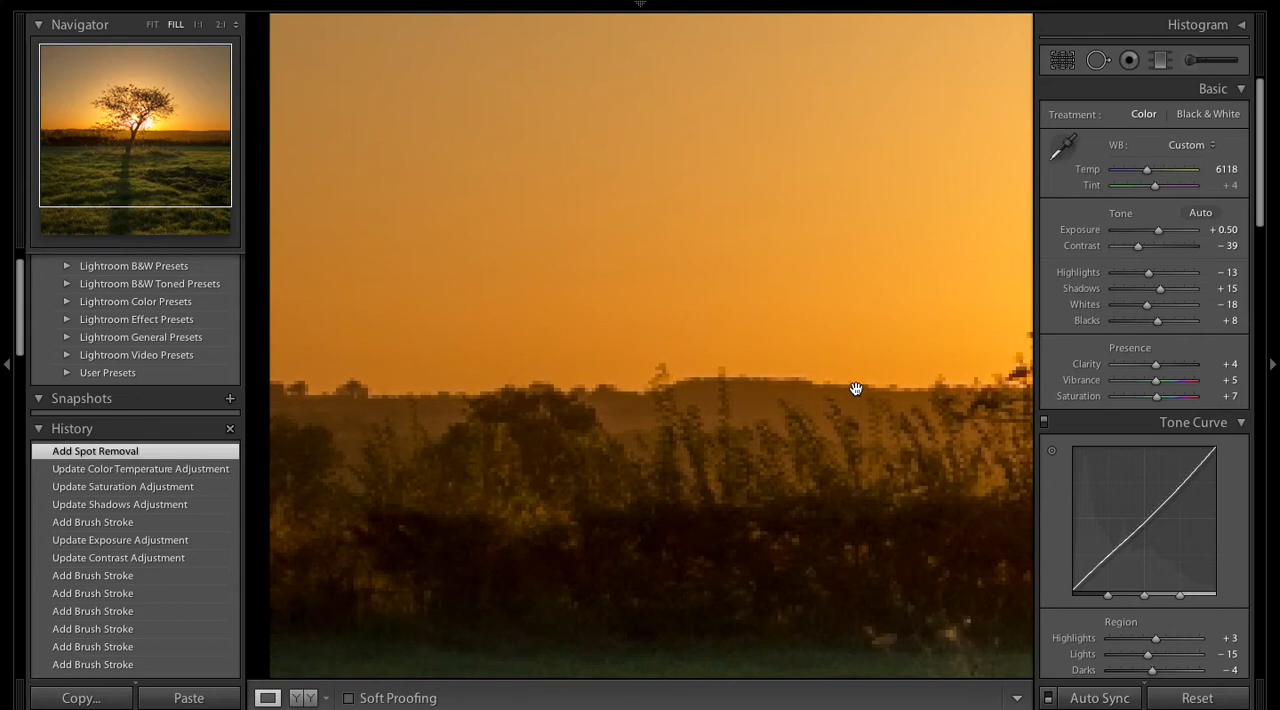 Navigator FIT FILL 1:1 2:1
Lightroom B&W Presets
Lightroom B&W Toned Presets
Lightroom Color Presets
Lightroom Effect Presets
Lightroom General Presets
Lightroom Video Presets
User Presets
Snapshots +
History ×
Add Spot Removal
Update Color Temperature Adjustment
Update Saturation Adjustment
Update Shadows Adjustment
Add Brush Stroke
Update Exposure Adjustment
Update Contrast Adjustment
Add Brush Stroke
Add Brush Stroke
Add Brush Stroke
Add Brush Stroke
Add Brush Stroke
Add Brush Stroke
Copy... Paste
YY Soft Proofing
Histogram
Basic
Treatment : Color | Black & White
WB: Custom
Temp 6118
Tint + 4
Tone Auto
Exposure + 0.50
Contrast − 39
Highlights − 13
Shadows + 15
Whites − 18
Blacks + 8
Presence
Clarity + 4
Vibrance + 5
Saturation + 7
Tone Curve
Region
Highlights + 3
Lights − 15
Darks − 4
Auto Sync Reset